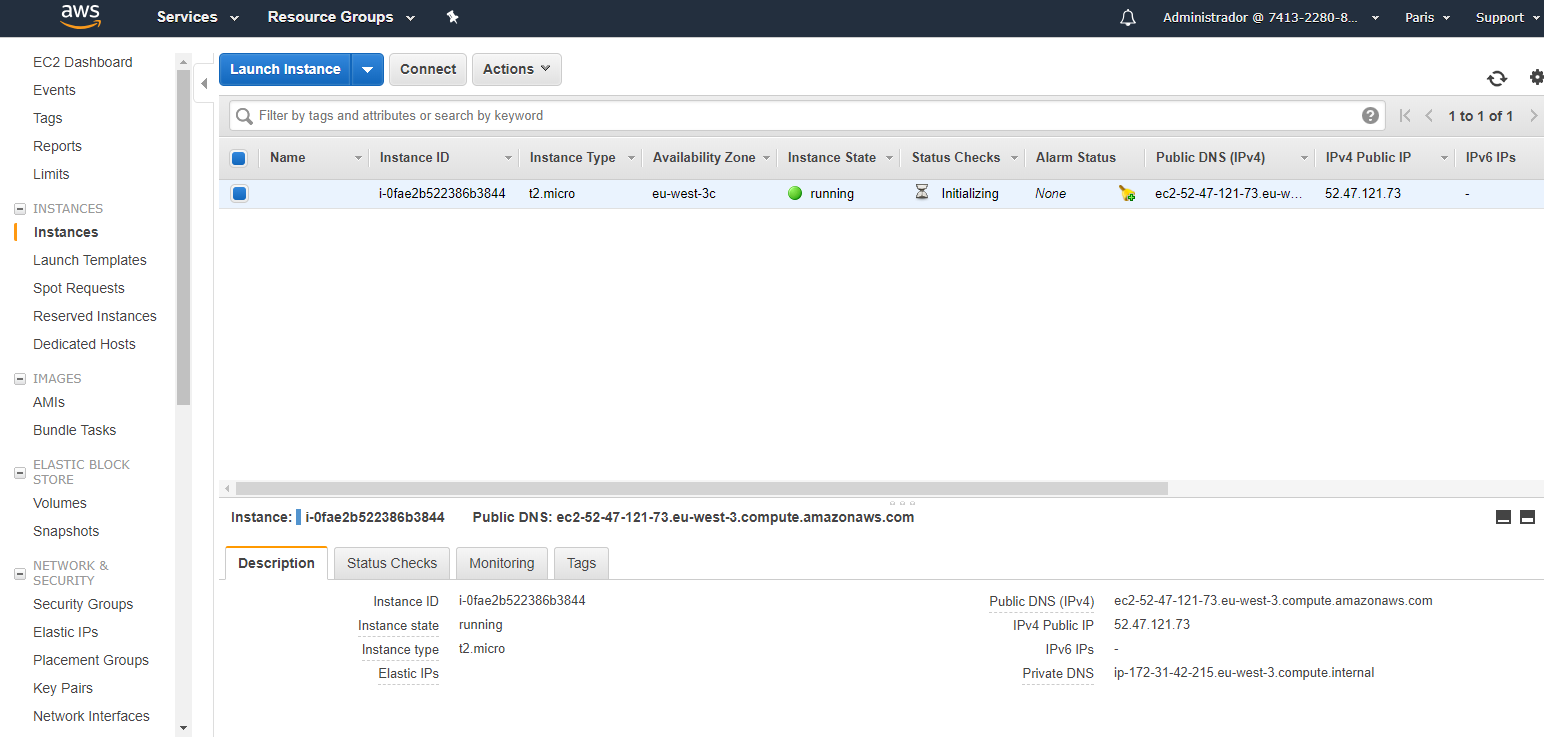 aws Services Resource Groups Administrador @ 7413-2280-8... Paris Support
EC2 Dashboard
Events
Tags
Reports
Limits
INSTANCES
Instances
Launch Templates
Spot Requests
Reserved Instances
Dedicated Hosts
IMAGES
AMIs
Bundle Tasks
ELASTIC BLOCK
STORE
Volumes
Snapshots
NETWORK &
SECURITY
Security Groups
Elastic IPs
Placement Groups
Key Pairs
Network Interfaces
Launch Instance Connect Actions
Filter by tags and attributes or search by keyword ? 1 to 1 of 1
Name Instance ID Instance Type Availability Zone Instance State Status Checks Alarm Status Public DNS (IPv4) IPv4 Public IP IPv6 IPs
i-0fae2b522386b3844 t2.micro eu-west-3c running Initializing None ec2-52-47-121-73.eu-w... 52.47.121.73 -
Instance: i-0fae2b522386b3844 Public DNS: ec2-52-47-121-73.eu-west-3.compute.amazonaws.com
Description Status Checks Monitoring Tags
Instance ID i-0fae2b522386b3844 Public DNS (IPv4) ec2-52-47-121-73.eu-west-3.compute.amazonaws.com
Instance state running IPv4 Public IP 52.47.121.73
Instance type t2.micro IPv6 IPs -
Elastic IPs Private DNS ip-172-31-42-215.eu-west-3.compute.internal